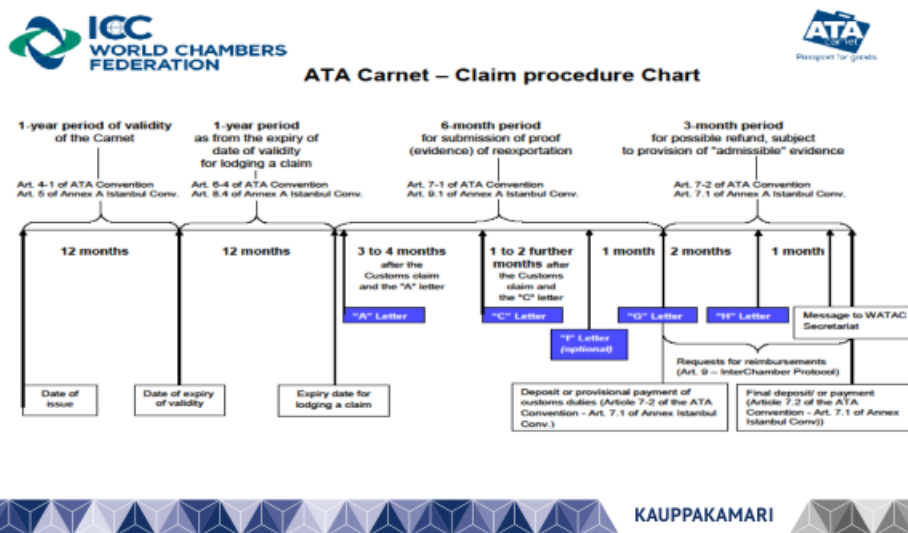 ICC
WORLD CHAMBERS
FEDERATION
ATA
carnet
Passport for goods
ATA Carnet – Claim procedure Chart
1-year period of validity
of the Carnet
1-year period
as from the expiry of
date of validity
for lodging a claim
6-month period
for submission of proof
(evidence) of reexportation
3-month period
for possible refund, subject
to provision of "admissible" evidence
Art. 4-1 of ATA Convention
Art. 5 of Annex A Istanbul Conv.
Art. 6-4 of ATA Convention
Art. 8.4 of Annex A Istanbul Conv.
Art. 7-1 of ATA Convention
Art. 9.1 of Annex A Istanbul Conv.
Art. 7-2 of ATA Convention
Art. 7.1 of Annex A Istanbul Conv.
12 months
12 months
3 to 4 months
after the
Customs claim
and the "A" letter
1 to 2 further
months after
the Customs
claim and
the "C" letter
1 month
2 months
1 month
"A" Letter
"C" Letter
"I" Letter
(optional)
"G" Letter
"H" Letter
Message to WATAC
Secretariat
Requests for reimbursements
(Art. 9 – InterChamber Protocol)
Date of
issue
Date of expiry
of validity
Expiry date for
lodging a claim
Deposit or provisional payment of
customs duties (Article 7-2 of the ATA
Convention - Art. 7.1 of Annex Istanbul
Conv.)
Final deposit/ or payment
(Article 7.2 of the ATA
Convention - Art. 7.1 of Annex
Istanbul Conv))
KAUPPAKAMARI